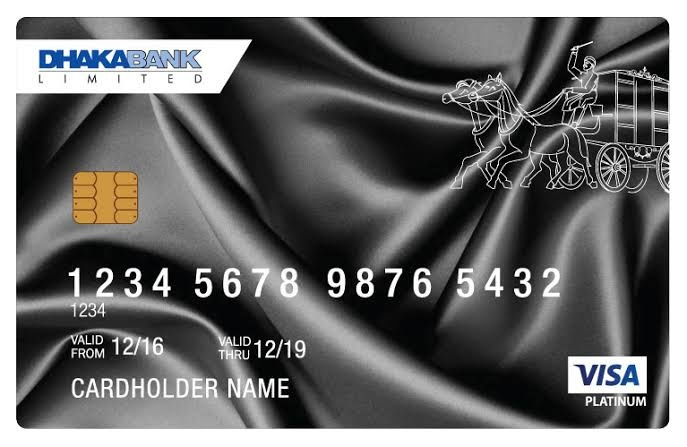 DHAKABANK
LIMITED
1234 5678 9876 5432
1234
VALID FROM 12/16 VALID THRU 12/19
CARDHOLDER NAME
VISA
PLATINUM